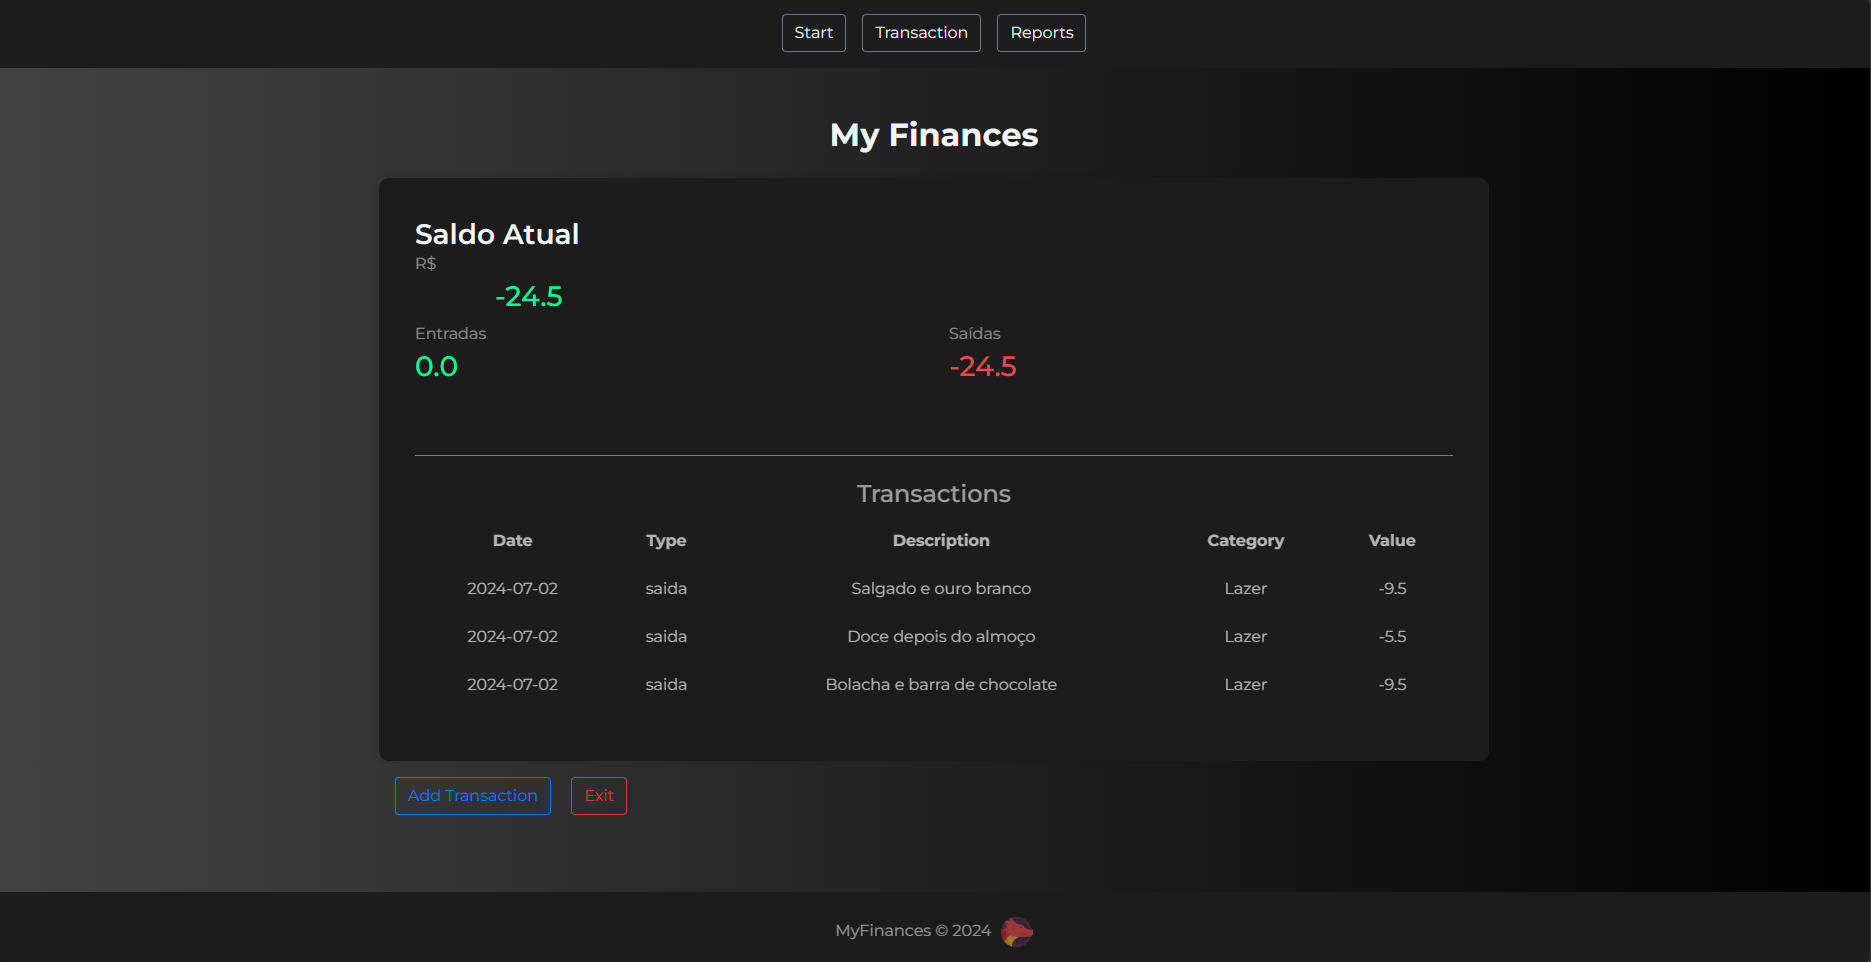 Start Transaction Reports
My Finances
Saldo Atual
R$
-24.5
Entradas Saídas
0.0 -24.5
Transactions
Date Type Description Category Value
2024-07-02 saida Salgado e ouro branco Lazer -9.5
2024-07-02 saida Doce depois do almoço Lazer -5.5
2024-07-02 saida Bolacha e barra de chocolate Lazer -9.5
Add Transaction Exit
MyFinances © 2024